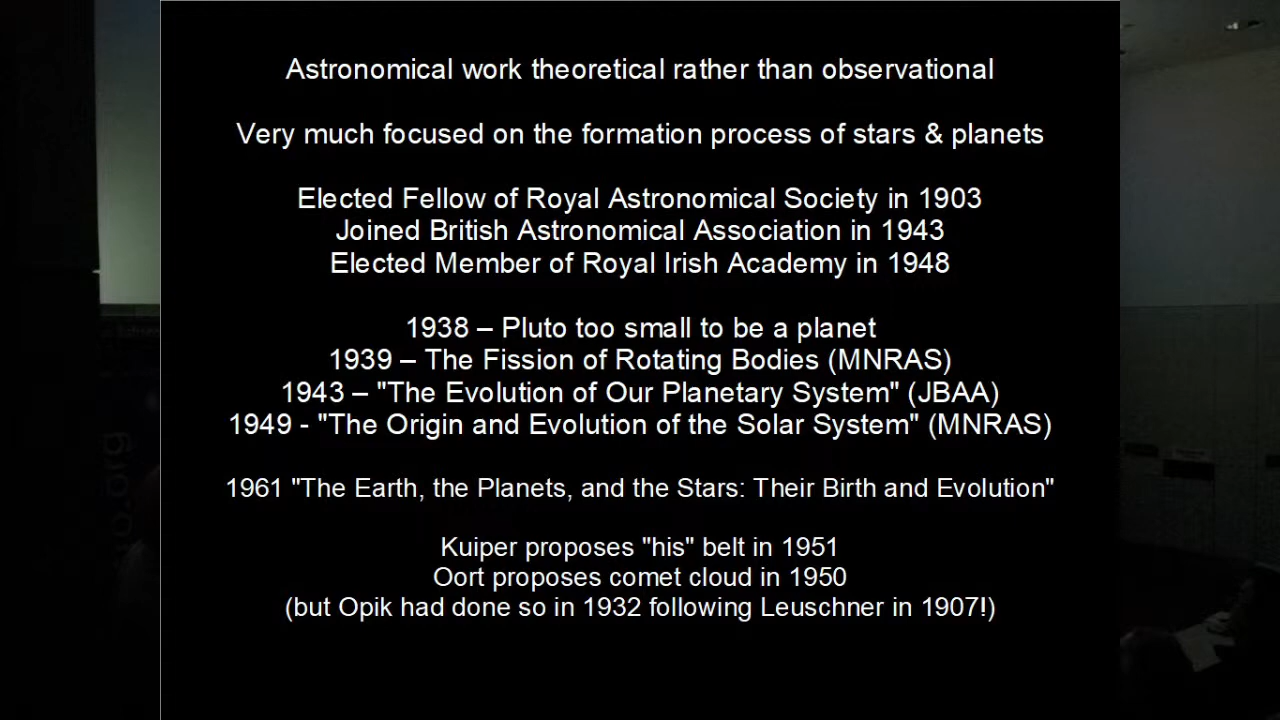 Astronomical work theoretical rather than observational
Very much focused on the formation process of stars & planets
Elected Fellow of Royal Astronomical Society in 1903
Joined British Astronomical Association in 1943
Elected Member of Royal Irish Academy in 1948
1938 – Pluto too small to be a planet
1939 – The Fission of Rotating Bodies (MNRAS)
1943 – "The Evolution of Our Planetary System" (JBAA)
1949 - "The Origin and Evolution of the Solar System" (MNRAS)
1961 "The Earth, the Planets, and the Stars: Their Birth and Evolution"
Kuiper proposes "his" belt in 1951
Oort proposes comet cloud in 1950
(but Opik had done so in 1932 following Leuschner in 1907!)